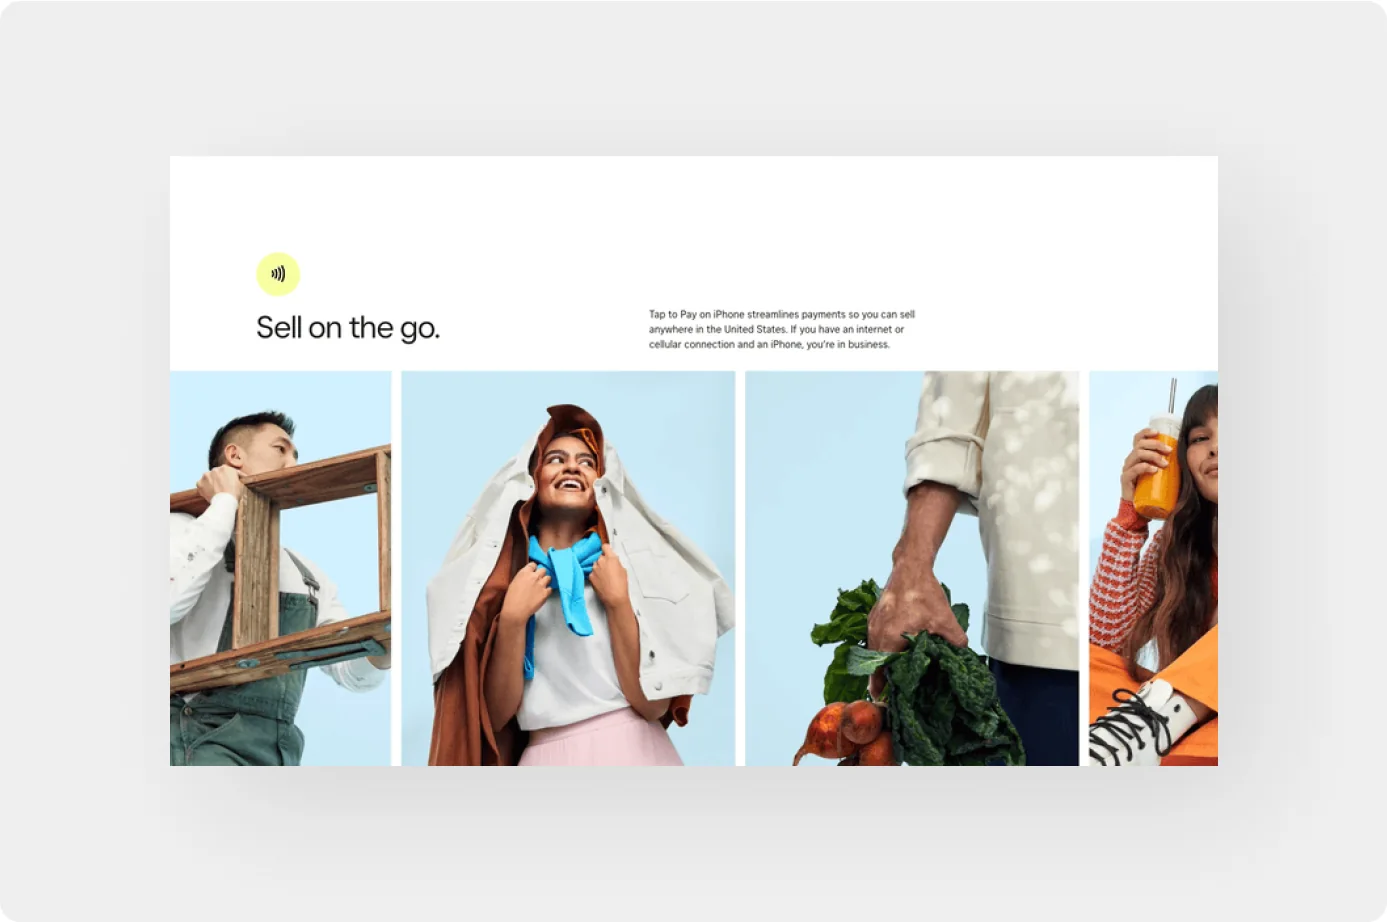 Sell on the go.
Tap to Pay on iPhone streamlines payments so you can sell
anywhere in the United States. If you have an internet or
cellular connection and an iPhone, you're in business.